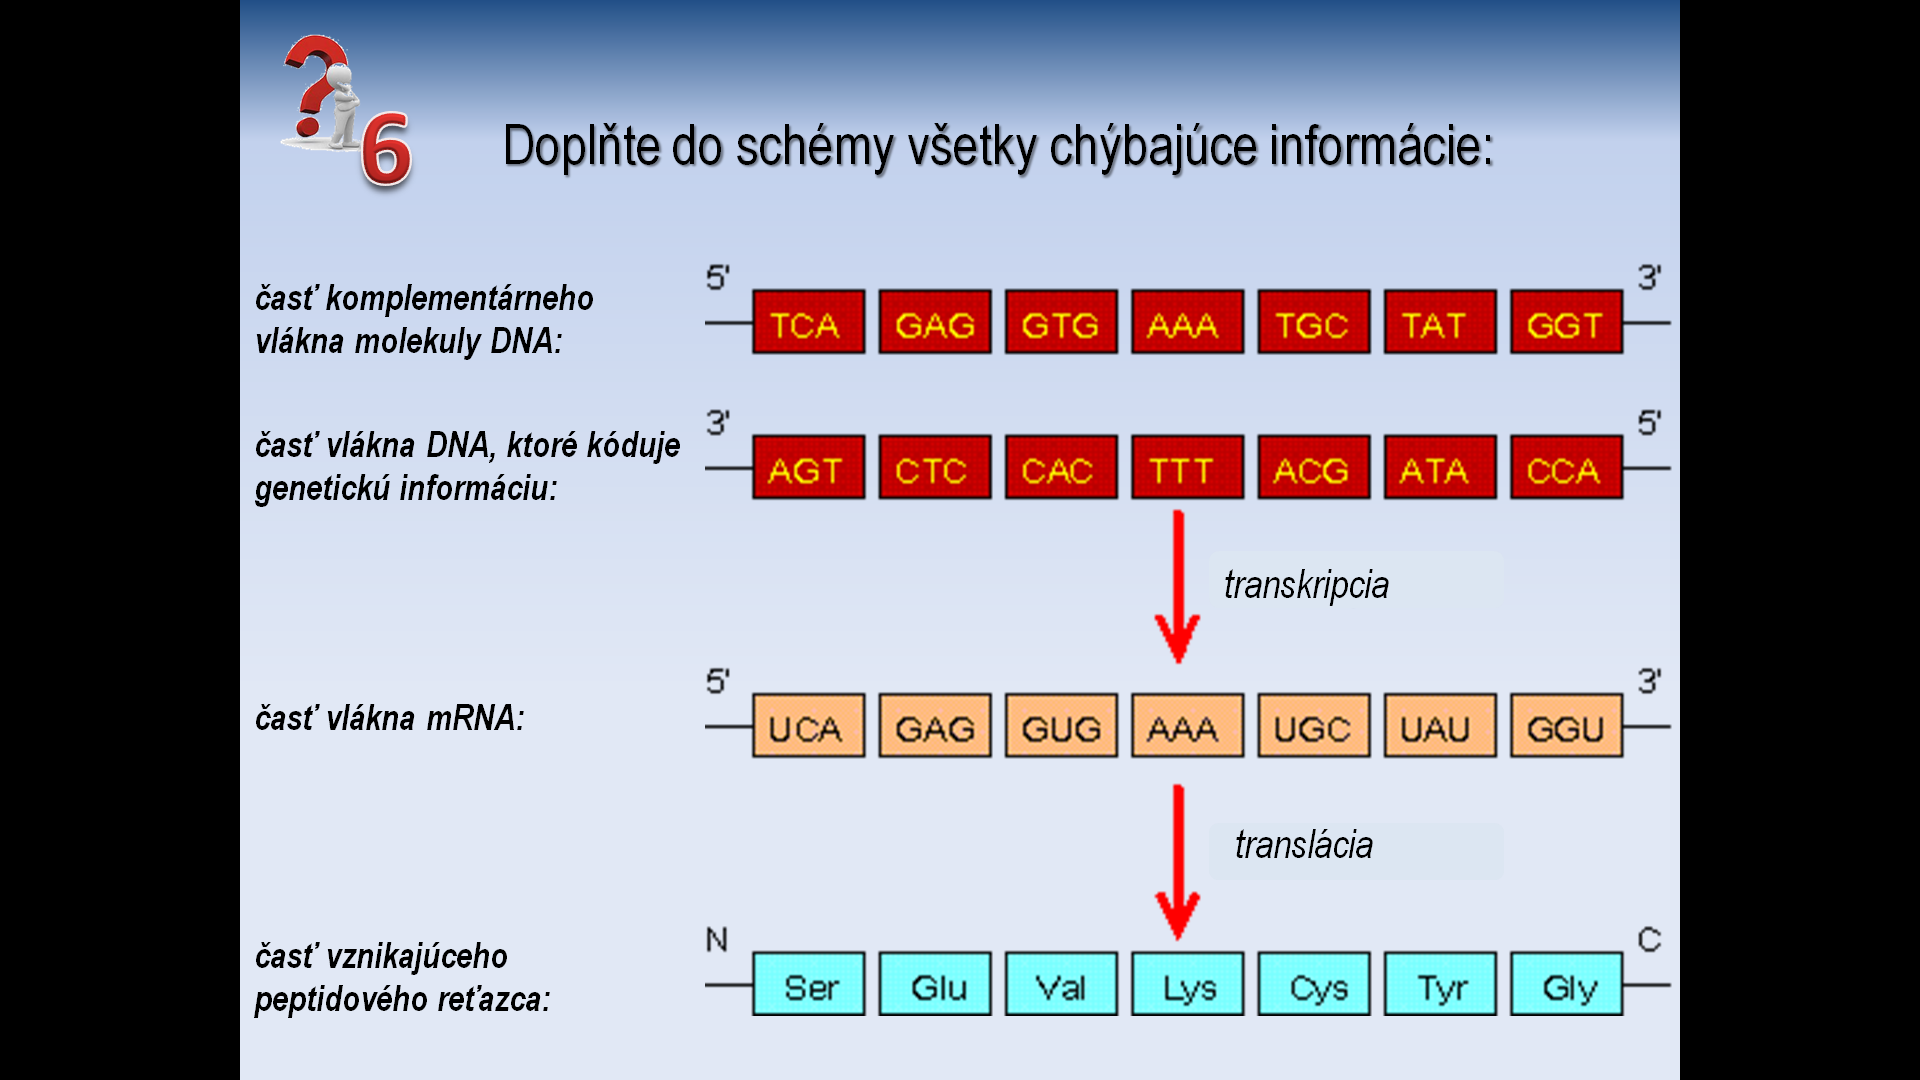 6
Doplňte do schémy všetky chýbajúce informácie:
5' 3'
časť komplementárneho
vlákna molekuly DNA:
TCA GAG GTG AAA TGC TAT GGT
3' 5'
časť vlákna DNA, ktoré kóduje
genetickú informáciu:
AGT CTC CAC TTT ACG ATA CCA
transkripcia
5' 3'
časť vlákna mRNA:
UCA GAG GUG AAA UGC UAU GGU
translácia
N C
časť vznikajúceho
peptidového reťazca:
Ser Glu Val Lys Cys Tyr Gly